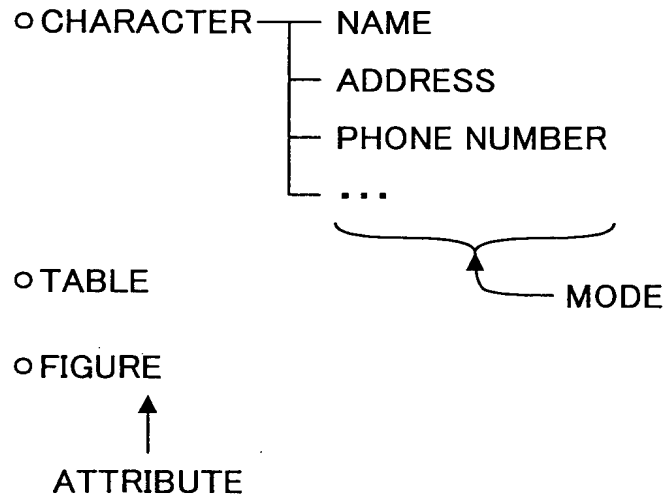 ○ CHARACTER NAME
ADDRESS
PHONE NUMBER
...
○ TABLE
MODE
○ FIGURE
ATTRIBUTE